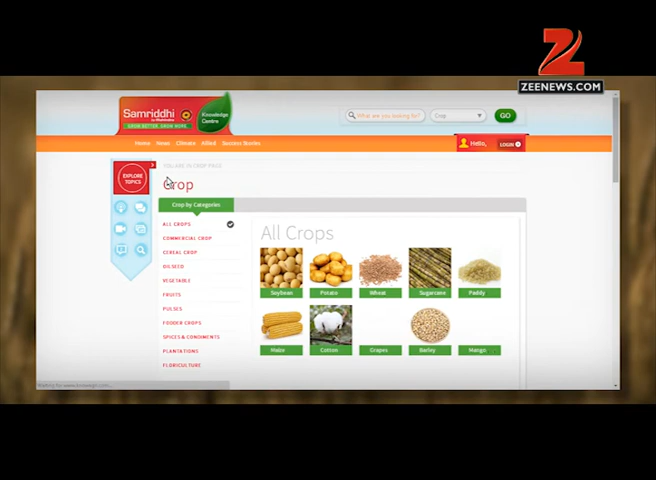 ZEENEWS.COM
Samriddhi
GROW BETTER. GROW MORE
Knowledge
Centre
What are you looking for?
Crop
GO
Home
News
Climate
Allied
Success Stories
Hello,
LOGIN
EXPLORE
TOPICS
YOU ARE IN CROP PAGE
Crop
Crop by Categories
ALL CROPS
COMMERCIAL CROP
CEREAL CROP
OILSEED
VEGETABLE
FRUITS
PULSES
FODDER CROPS
SPICES & CONDIMENTS
PLANTATIONS
FLORICULTURE
All Crops
Soybean
Potato
Wheat
Sugarcane
Paddy
Maize
Cotton
Grapes
Barley
Mango